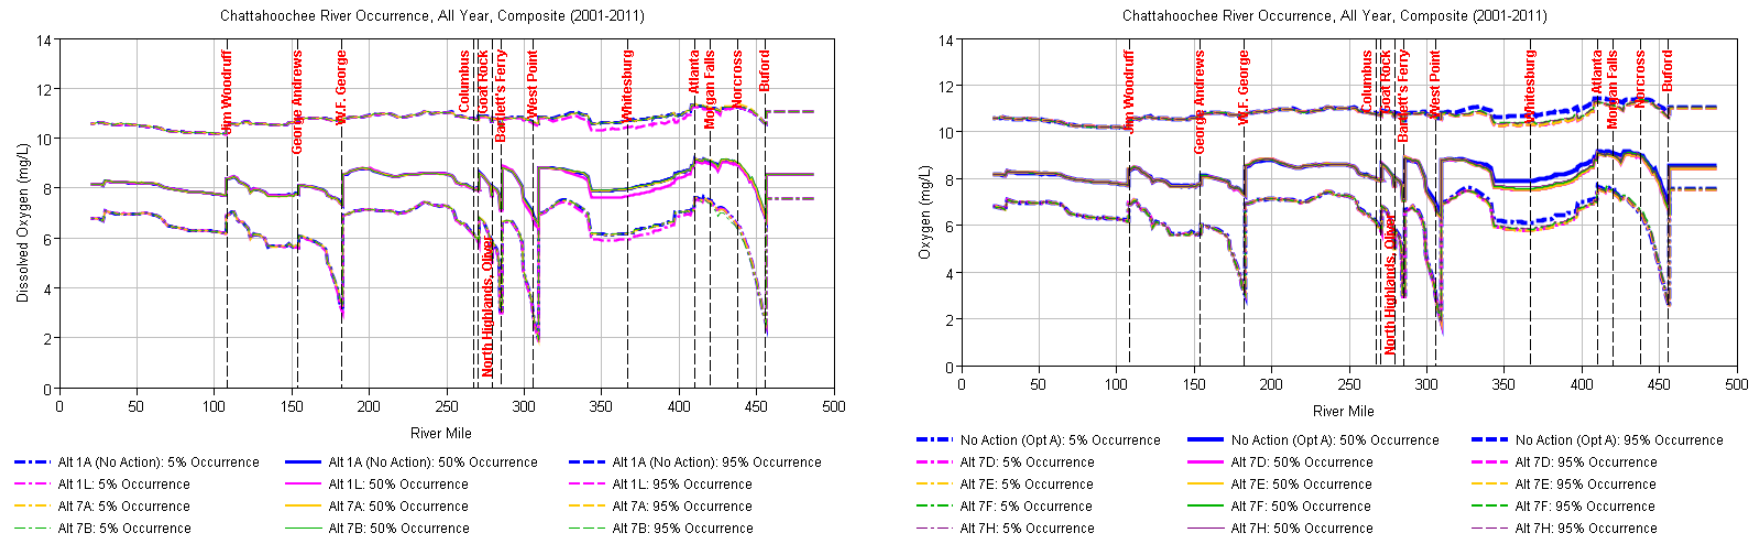 Chattahoochee River Occurrence, All Year, Composite (2001-2011)
14
12
10
8
6
4
2
0
Dissolved Oxygen (mg/L)
Jim Woodruff
George Andrews
W.F. George
Columbus
Goat Rock
North Highlands, Oliver
Bartlett's Ferry
West Point
Whitesburg
Atlanta
Morgan Falls
Norcross
Buford
0 50 100 150 200 250 300 350 400 450 500
River Mile
Alt 1A (No Action): 5% Occurrence Alt 1A (No Action): 50% Occurrence Alt 1A (No Action): 95% Occurrence
Alt 1L: 5% Occurrence Alt 1L: 50% Occurrence Alt 1L: 95% Occurrence
Alt 7A: 5% Occurrence Alt 7A: 50% Occurrence Alt 7A: 95% Occurrence
Alt 7B: 5% Occurrence Alt 7B: 50% Occurrence Alt 7B: 95% Occurrence
Chattahoochee River Occurrence, All Year, Composite (2001-2011)
14
12
10
8
6
4
2
0
Oxygen (mg/L)
Jim Woodruff
George Andrews
W.F. George
Columbus
Goat Rock
North Highlands, Oliver
Bartlett's Ferry
West Point
Whitesburg
Atlanta
Morgan Falls
Norcross
Buford
0 50 100 150 200 250 300 350 400 450 500
River Mile
No Action (Opt A): 5% Occurrence No Action (Opt A): 50% Occurrence No Action (Opt A): 95% Occurrence
Alt 7D: 5% Occurrence Alt 7D: 50% Occurrence Alt 7D: 95% Occurrence
Alt 7E: 5% Occurrence Alt 7E: 50% Occurrence Alt 7E: 95% Occurrence
Alt 7F: 5% Occurrence Alt 7F: 50% Occurrence Alt 7F: 95% Occurrence
Alt 7H: 5% Occurrence Alt 7H: 50% Occurrence Alt 7H: 95% Occurrence